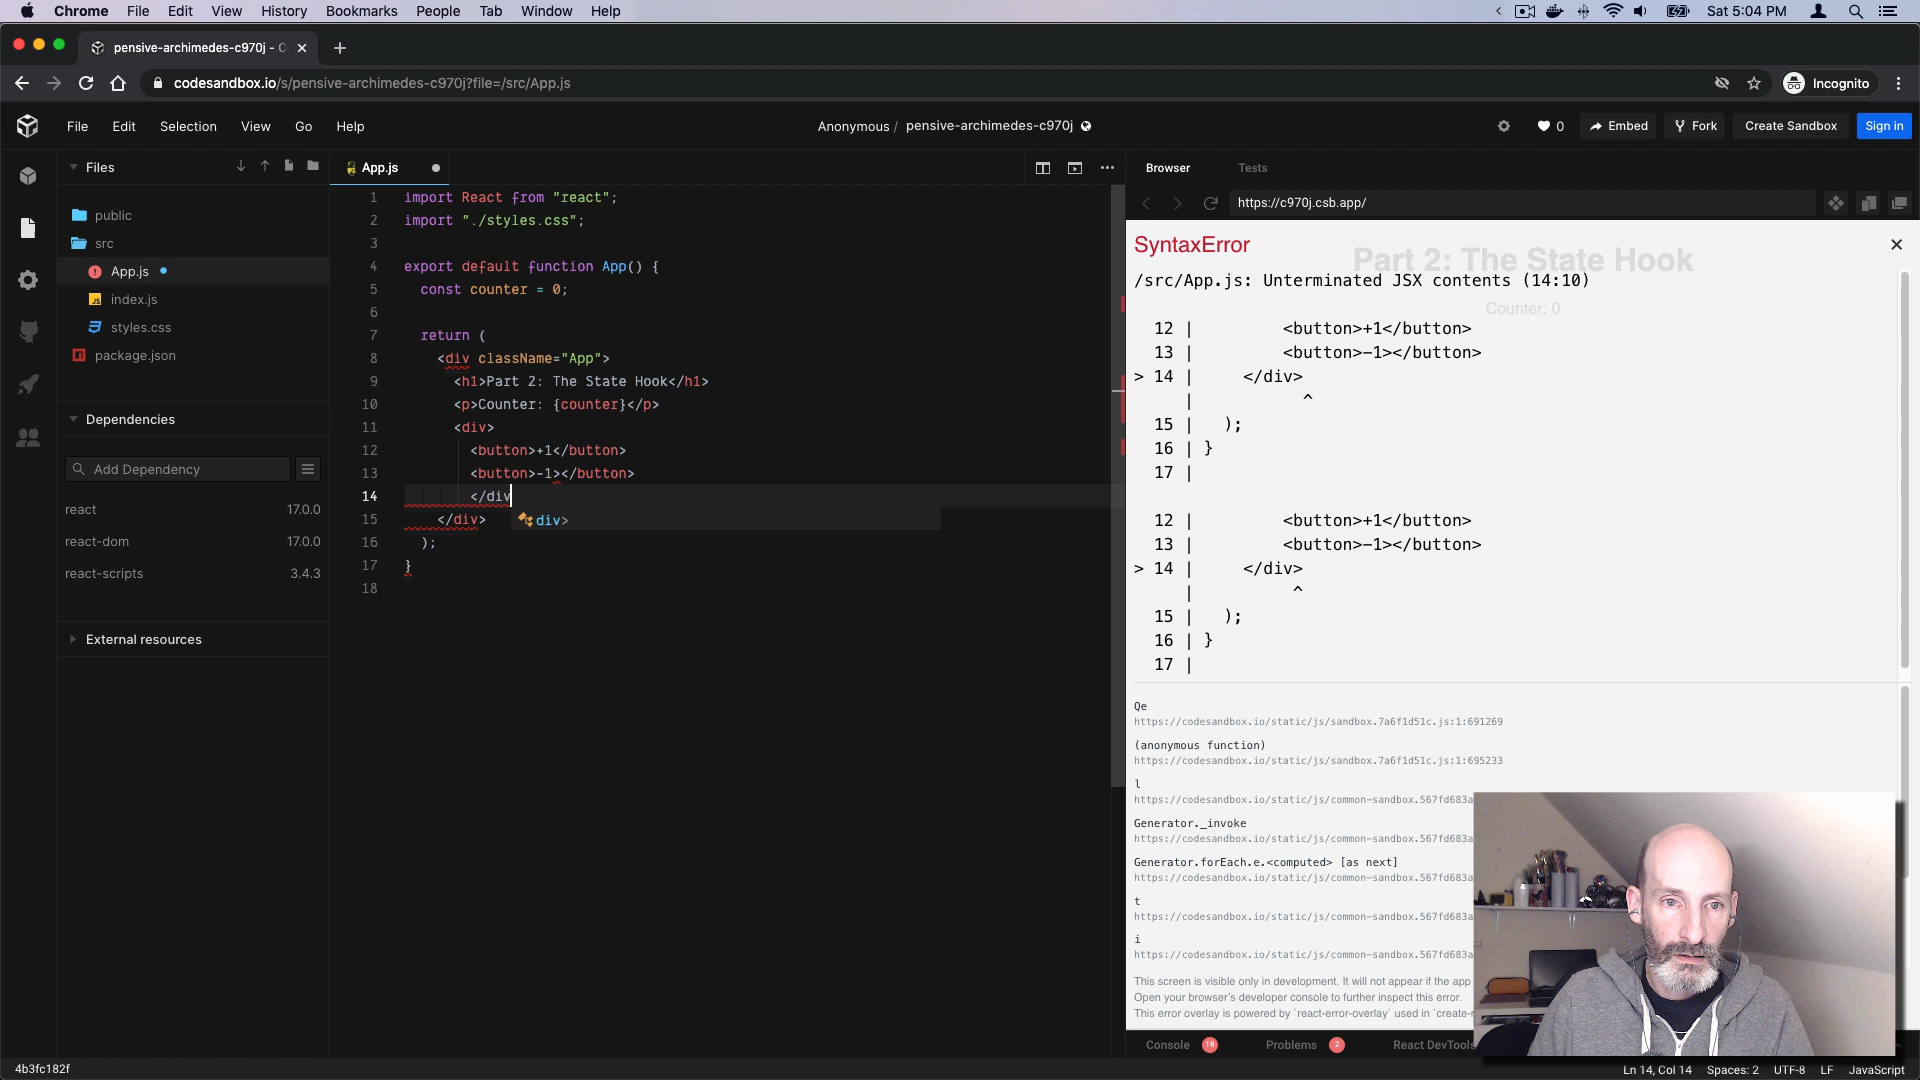 Chrome File Edit View History Bookmarks People Tab Window Help Sat 5:04 PM
pensive-archimedes-c970j - C
codesandbox.io/s/pensive-archimedes-c970j?file=/src/App.js Incognito
File Edit Selection View Go Help Anonymous / pensive-archimedes-c970j 0 Embed Fork Create Sandbox Sign in
Files
public
src
App.js
index.js
styles.css
package.json
Dependencies
Add Dependency
react 17.0.0
react-dom 17.0.0
react-scripts 3.4.3
External resources
App.js
1 import React from "react";
2 import "./styles.css";
3
4 export default function App() {
5 const counter = 0;
6
7 return (
8 <div className="App">
9 <h1>Part 2: The State Hook</h1>
10 <p>Counter: {counter}</p>
11 <div>
12 <button>+1</button>
13 <button>-1></button>
14 </div
div>
15 </div>
16 );
17 }
18
Browser Tests
https://c970j.csb.app/
SyntaxError
Part 2: The State Hook
/src/App.js: Unterminated JSX contents (14:10)
Counter: 0
12 | <button>+1</button>
13 | <button>-1></button>
> 14 | </div>
| ^
15 | );
16 | }
17 |
12 | <button>+1</button>
13 | <button>-1></button>
> 14 | </div>
| ^
15 | );
16 | }
17 |
Qe
https://codesandbox.io/static/js/sandbox.7a6f1d51c.js:1:691269
(anonymous function)
https://codesandbox.io/static/js/sandbox.7a6f1d51c.js:1:695233
l
https://codesandbox.io/static/js/common-sandbox.567fd683a
Generator._invoke
https://codesandbox.io/static/js/common-sandbox.567fd683a
Generator.forEach.e.<computed> [as next]
https://codesandbox.io/static/js/common-sandbox.567fd683a
t
https://codesandbox.io/static/js/common-sandbox.567fd683a
i
https://codesandbox.io/static/js/common-sandbox.567fd683a
This screen is visible only in development. It will not appear if the app
Open your browser's developer console to further inspect this error.
This error overlay is powered by `react-error-overlay` used in `create-r
Console 18 Problems 2 React DevTools
4b3fc182f Ln 14, Col 14 Spaces: 2 UTF-8 LF JavaScript